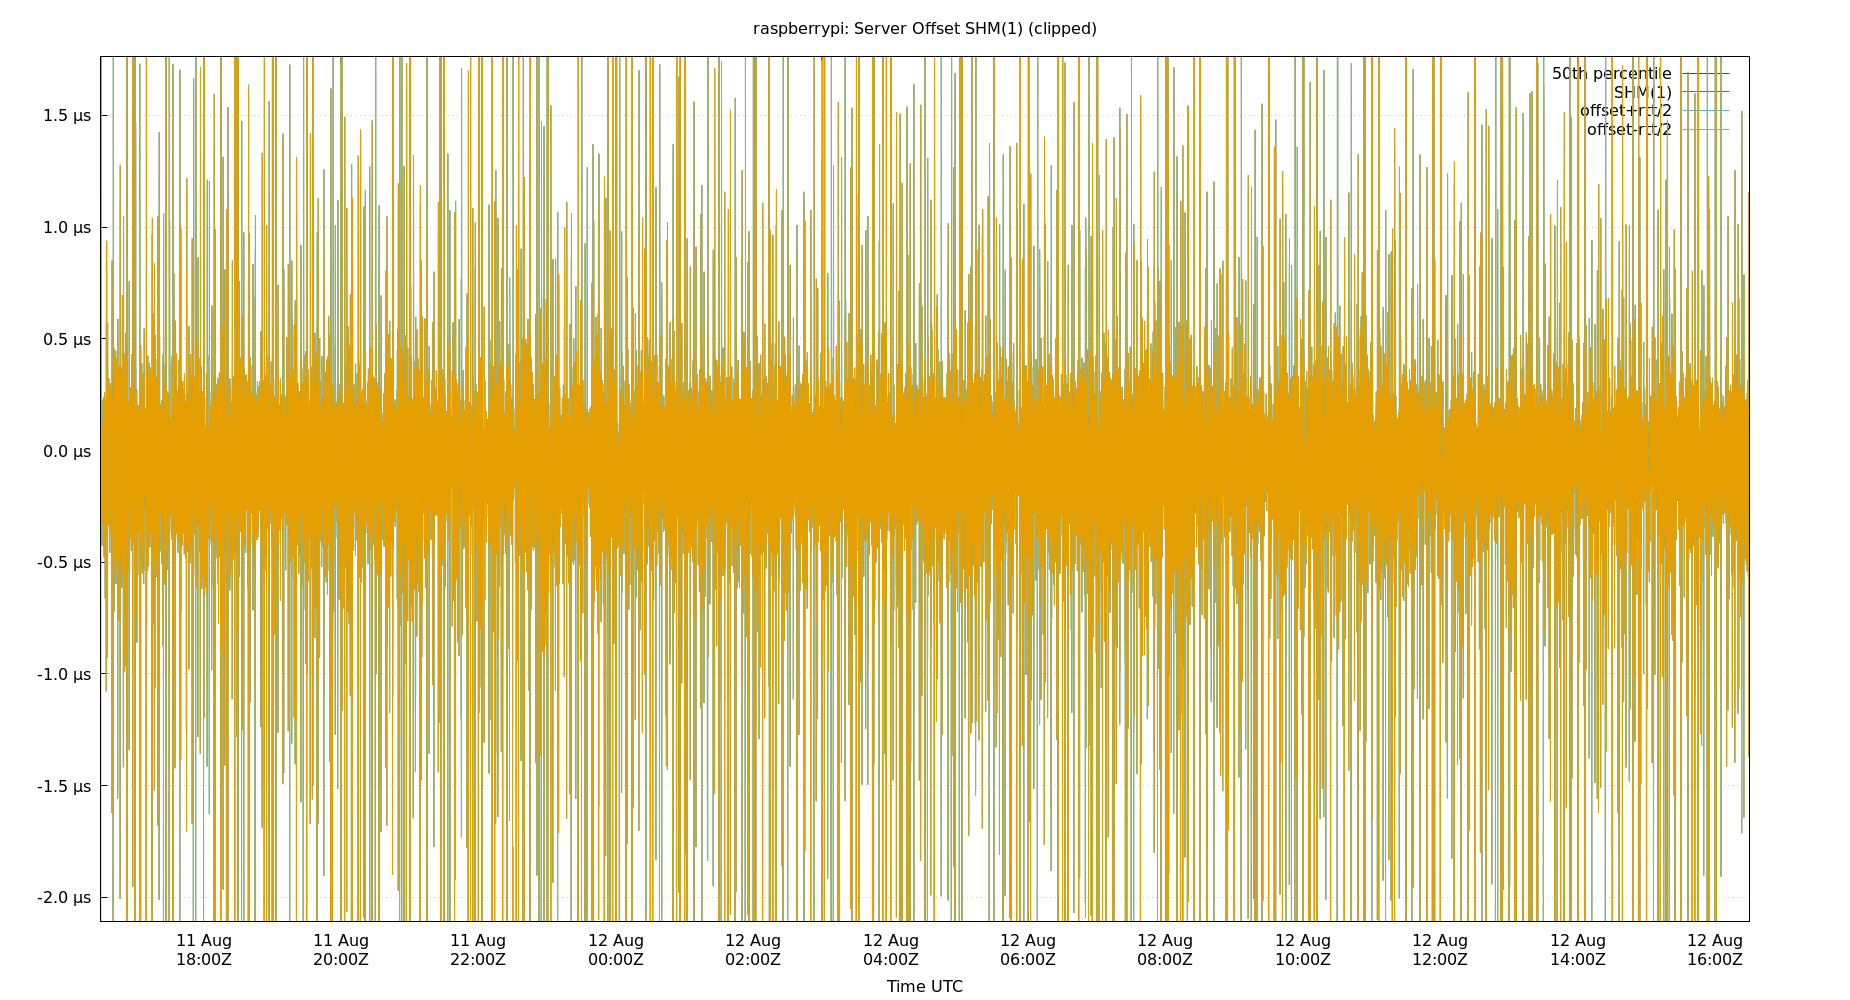 raspberrypi: Server Offset SHM(1) (clipped)
50th percentile
SHM(1)
offset+rtt/2
offset-rtt/2
1.5 μs
1.0 μs
0.5 μs
0.0 μs
-0.5 μs
-1.0 μs
-1.5 μs
-2.0 μs
11 Aug 11 Aug 11 Aug 12 Aug 12 Aug 12 Aug 12 Aug 12 Aug 12 Aug 12 Aug 12 Aug 12 Aug
18:00Z 20:00Z 22:00Z 00:00Z 02:00Z 04:00Z 06:00Z 08:00Z 10:00Z 12:00Z 14:00Z 16:00Z
Time UTC